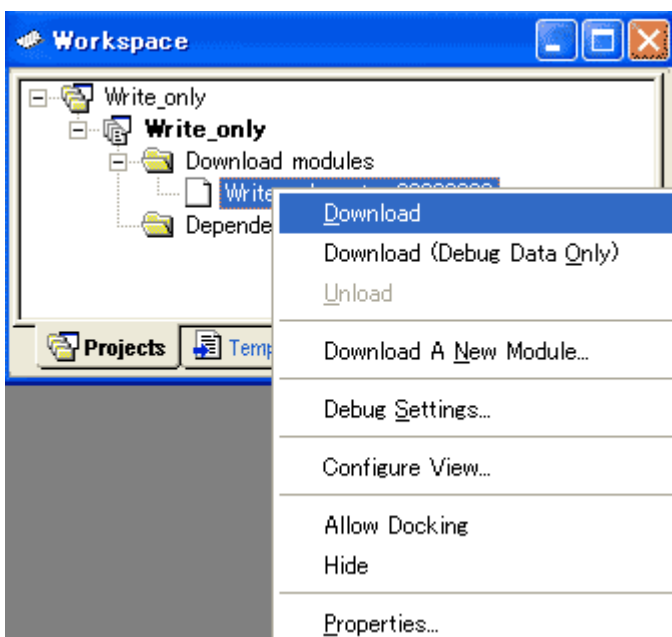 Workspace
Write_only
Write_only
Download modules
Depende
Projects
Temp
Download
Download (Debug Data Only)
Unload
Download A New Module...
Debug Settings...
Configure View...
Allow Docking
Hide
Properties...